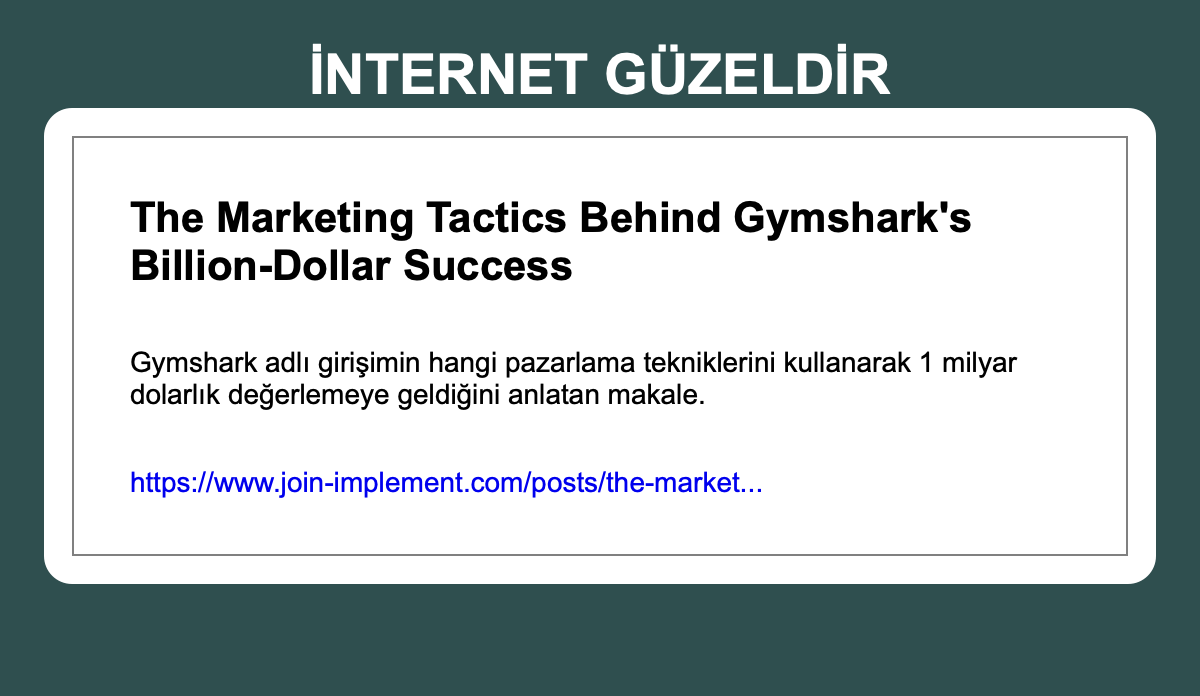 İNTERNET GÜZELDİR
The Marketing Tactics Behind Gymshark's
Billion-Dollar Success
Gymshark adlı girişimin hangi pazarlama tekniklerini kullanarak 1 milyar
dolarlık değerlemeye geldiğini anlatan makale.
https://www.join-implement.com/posts/the-market...